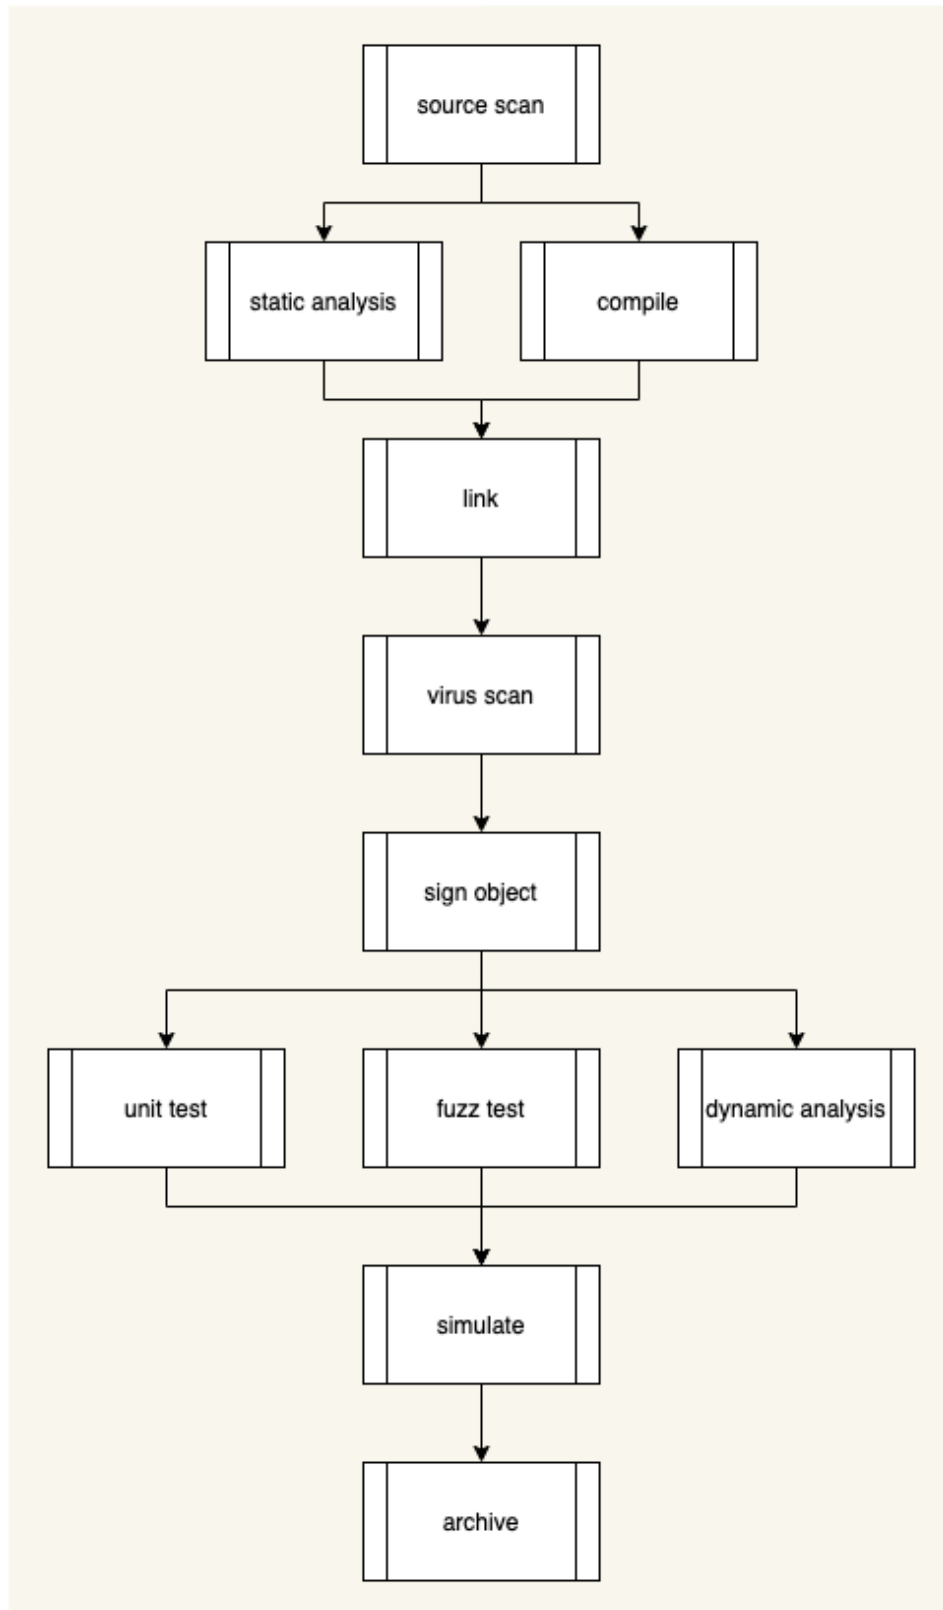 source scan
static analysis
compile
link
virus scan
sign object
unit test
fuzz test
dynamic analysis
simulate
archive